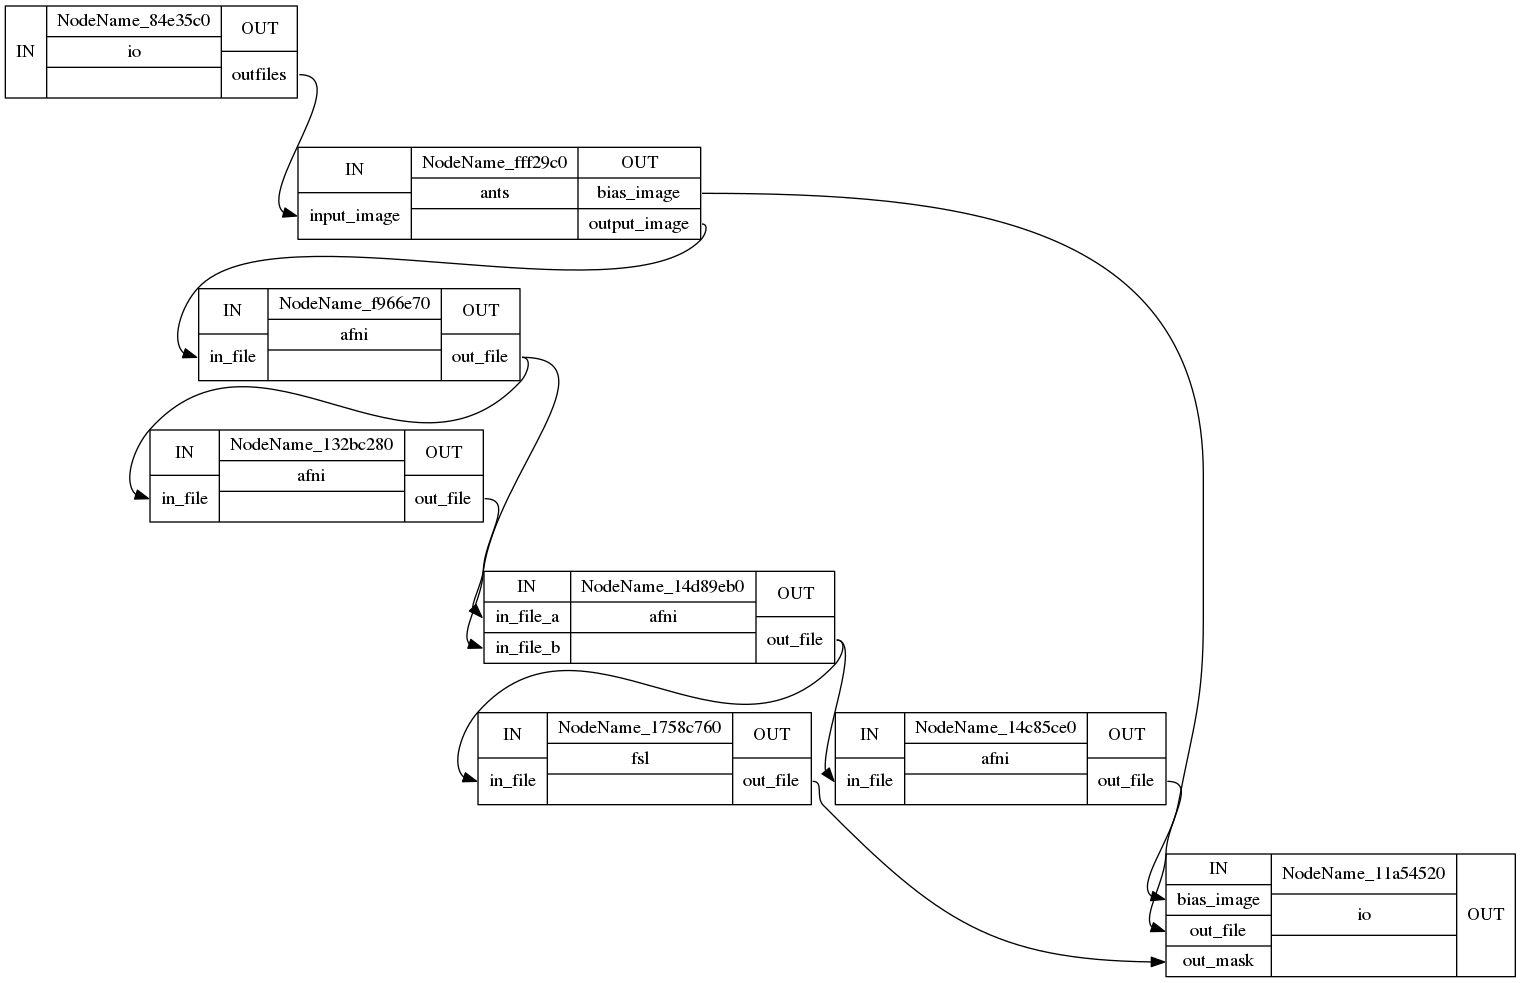 IN
NodeName_84e35c0
io
OUT
outfiles
IN
input_image
NodeName_fff29c0
ants
OUT
bias_image
output_image
IN
in_file
NodeName_f966e70
afni
OUT
out_file
IN
in_file
NodeName_132bc280
afni
OUT
out_file
IN
in_file_a
in_file_b
NodeName_14d89eb0
afni
OUT
out_file
IN
in_file
NodeName_1758c760
fsl
OUT
out_file
IN
in_file
NodeName_14c85ce0
afni
OUT
out_file
IN
bias_image
out_file
out_mask
NodeName_11a54520
io
OUT